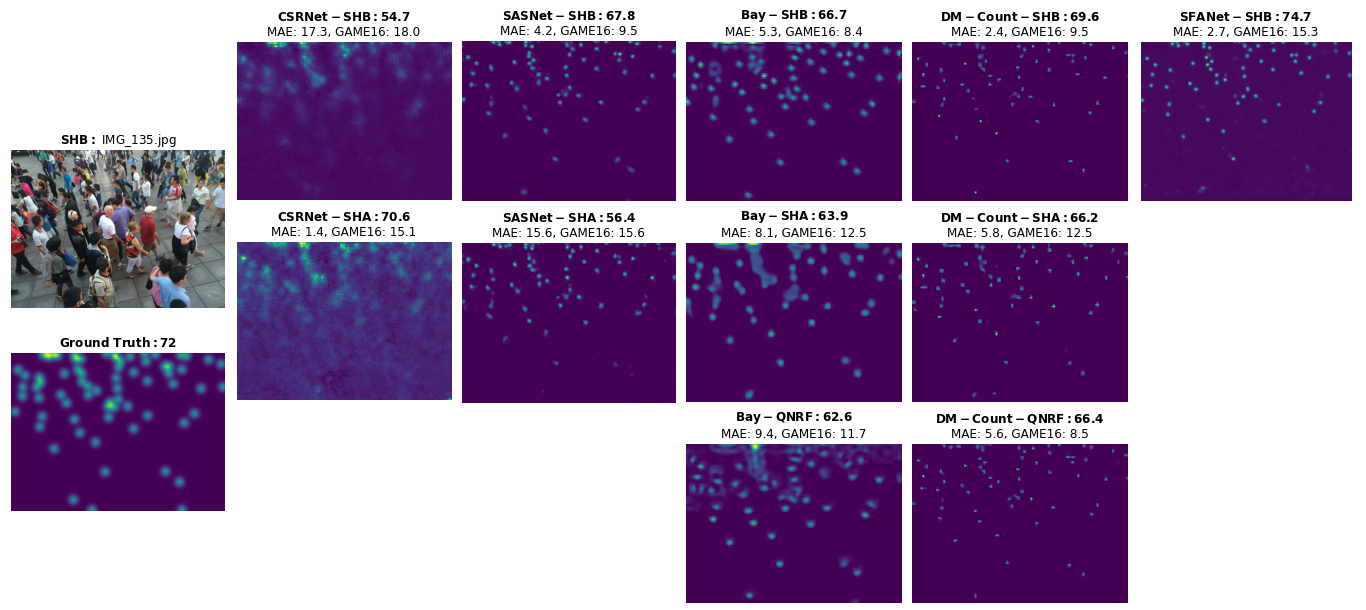 CSRNet−SHB: 54.7
MAE: 17.3, GAME16: 18.0
SASNet−SHB: 67.8
MAE: 4.2, GAME16: 9.5
Bay−SHB: 66.7
MAE: 5.3, GAME16: 8.4
DM−Count−SHB: 69.6
MAE: 2.4, GAME16: 9.5
SFANet−SHB: 74.7
MAE: 2.7, GAME16: 15.3
SHB: IMG_135.jpg
CSRNet−SHA: 70.6
MAE: 1.4, GAME16: 15.1
SASNet−SHA: 56.4
MAE: 15.6, GAME16: 15.6
Bay−SHA: 63.9
MAE: 8.1, GAME16: 12.5
DM−Count−SHA: 66.2
MAE: 5.8, GAME16: 12.5
Ground Truth: 72
Bay−QNRF: 62.6
MAE: 9.4, GAME16: 11.7
DM−Count−QNRF: 66.4
MAE: 5.6, GAME16: 8.5